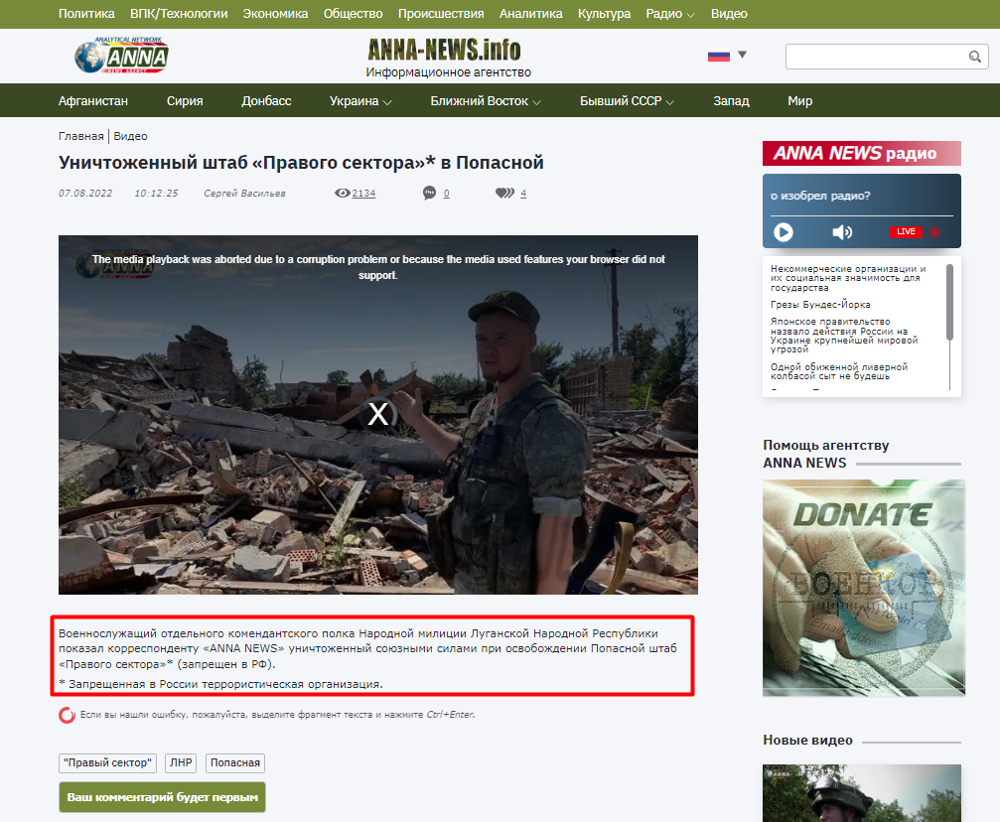 Политика ВПК/Технологии Экономика Общество Происшествия Аналитика Культура Радио Видео
ANALYTICAL NETWORK
ANNA
NEWS AGENCY
ANNA-NEWS.info
Информационное агентство
Афганистан Сирия Донбасс Украина Ближний Восток Бывший СССР Запад Мир
Главная | Видео
Уничтоженный штаб «Правого сектора»* в Попасной
07.08.2022 10:12:25 Сергей Васильев 2134 0 4
The media playback was aborted due to a corruption problem or because the media used features your browser did not
support.
X
Военнослужащий отдельного комендантского полка Народной милиции Луганской Народной Республики
показал корреспонденту «ANNA NEWS» уничтоженный союзными силами при освобождении Попасной штаб
«Правого сектора»* (запрещен в РФ).
* Запрещенная в России террористическая организация.
Если вы нашли ошибку, пожалуйста, выделите фрагмент текста и нажмите Ctrl+Enter.
"Правый сектор" ЛНР Попасная
Ваш комментарий будет первым
ANNA NEWS радио
о изобрел радио?
LIVE
Некоммерческие организации и
их социальная значимость для
государства
Грезы Бундес-Йорка
Японское правительство
назвало действия России на
Украине крупнейшей мировой
угрозой
Одной обиженной ливерной
колбасой сыт не будешь
Помощь агентству
ANNA NEWS
DONATE
ВОЕНКОР
Новые видео